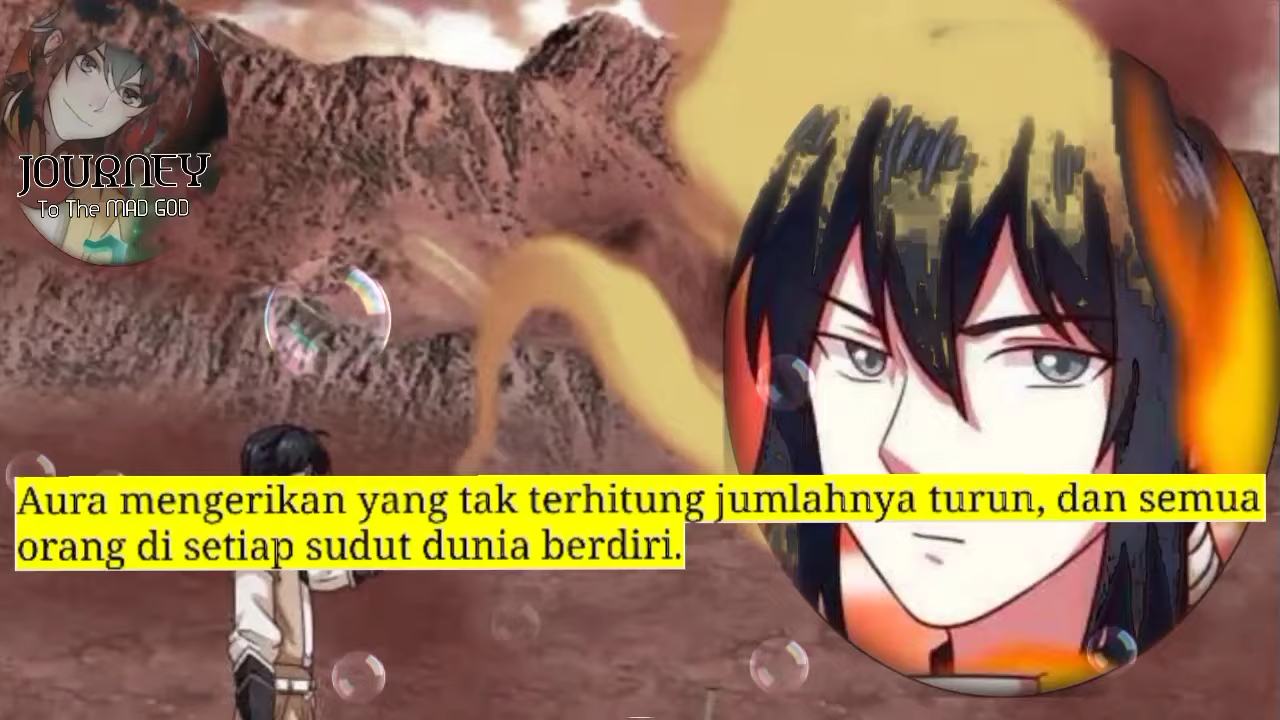 JOURNEY
To The MAD GOD
Aura mengerikan yang tak terhitung jumlahnya turun, dan semua
orang di setiap sudut dunia berdiri.